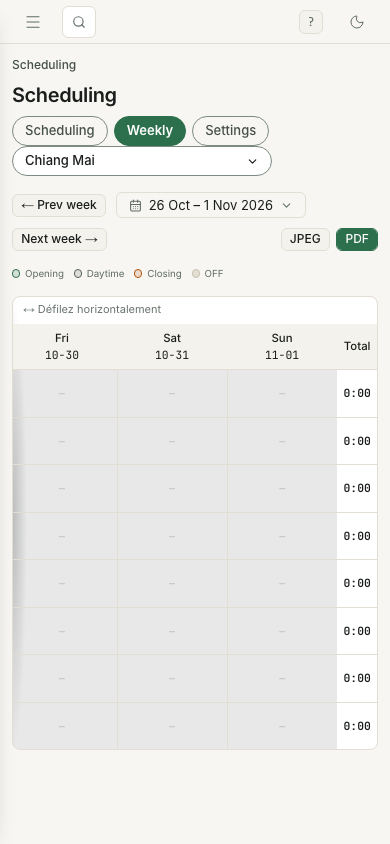 ?
Scheduling
Scheduling
Scheduling Weekly Settings
Chiang Mai
← Prev week 26 Oct – 1 Nov 2026
Next week → JPEG PDF
Opening Daytime Closing OFF
↔ Défilez horizontalement
Fri Sat Sun Total
10-30 10-31 11-01
– – – 0:00
– – – 0:00
– – – 0:00
– – – 0:00
– – – 0:00
– – – 0:00
– – – 0:00
– – – 0:00